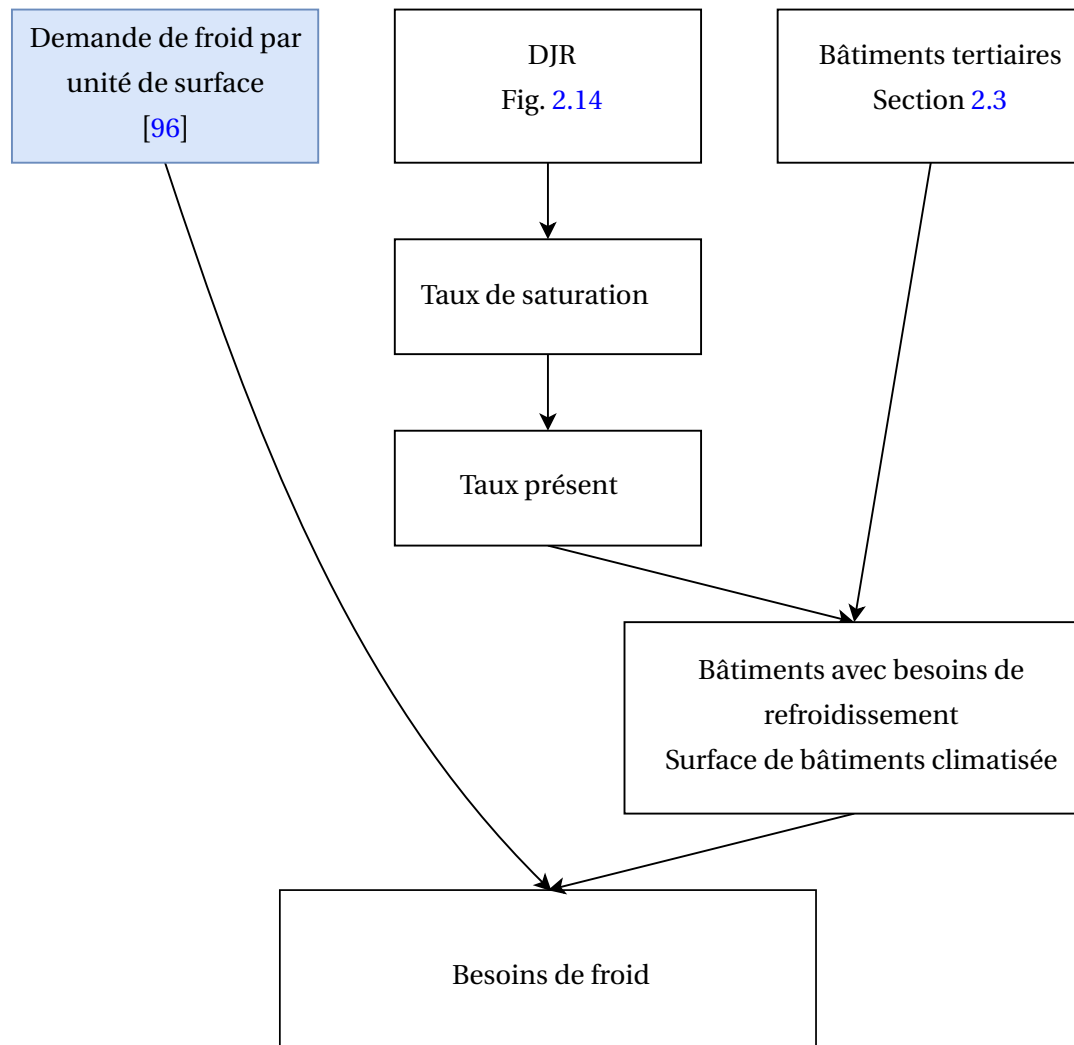 Demande de froid par
unité de surface
[96]
DJR
Fig. 2.14
Bâtiments tertiaires
Section 2.3
Taux de saturation
Taux présent
Bâtiments avec besoins de
refroidissement
Surface de bâtiments climatisée
Besoins de froid